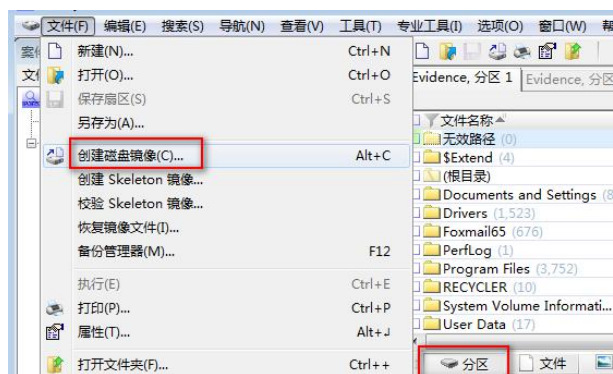 文件(F) 编辑(E) 搜索(S) 导航(N) 查看(V) 工具(T) 专业工具(I) 选项(O) 窗口(W)
新建(N)... Ctrl+N
打开(O)... Ctrl+O
保存扇区(S) Ctrl+S
另存为(A)...
创建磁盘镜像(C)... Alt+C
创建 Skeleton 镜像...
校验 Skeleton 镜像...
恢复镜像文件(I)...
备份管理器(M)... F12
执行(E) Ctrl+E
打印(P)... Ctrl+P
属性(T)... Alt+↲
打开文件夹(F)... Ctrl++
Evidence, 分区 1 Evidence, 分区
文件名称
无效路径 (0)
$Extend (4)
(根目录)
Documents and Settings (8
Drivers (1,523)
Foxmail65 (676)
PerfLog (1)
Program Files (3,752)
RECYCLER (10)
System Volume Informati...
User Data (17)
分区 文件